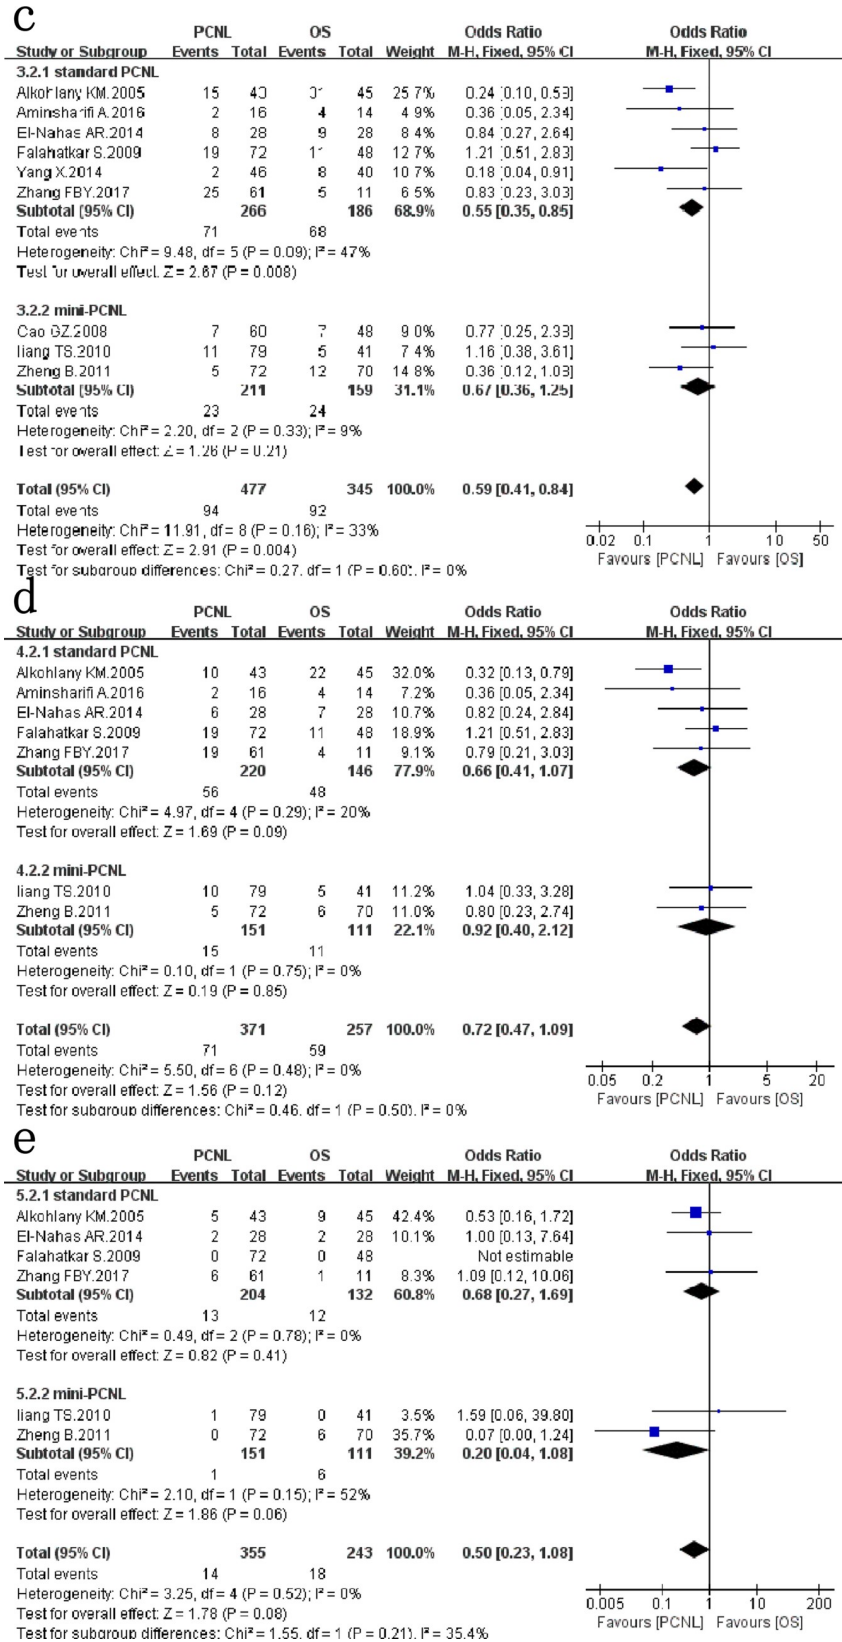 c
PCNL OS Odds Ratio Odds Ratio
Study or Subgroup Events Total Events Total Weight M-H, Fixed, 95% CI M-H, Fixed, 95% CI
3.2.1 standard PCNL
Alkohlany KM.2005 15 43 31 45 25.7% 0.24 [0.10, 0.59]
Aminsharifi A.2016 2 16 4 14 4.9% 0.36 [0.05, 2.34]
El-Nahas AR.2014 8 28 9 28 8.4% 0.84 [0.27, 2.64]
Falahatkar S.2009 19 72 11 48 12.7% 1.21 [0.51, 2.83]
Yang X.2014 2 46 8 40 10.7% 0.18 [0.04, 0.91]
Zhang FBY.2017 25 61 5 11 6.5% 0.83 [0.23, 3.03]
Subtotal (95% CI) 266 186 68.9% 0.55 [0.35, 0.85]
Total events 71 68
Heterogeneity: Chi² = 9.48, df = 5 (P = 0.09); I² = 47%
Test for overall effect: Z = 2.67 (P = 0.008)
3.2.2 mini-PCNL
Cao GZ.2008 7 60 7 48 9.0% 0.77 [0.25, 2.38]
liang TS.2010 11 79 5 41 7.4% 1.16 [0.38, 3.61]
Zheng B.2011 5 72 12 70 14.8% 0.36 [0.12, 1.08]
Subtotal (95% CI) 211 159 31.1% 0.67 [0.36, 1.25]
Total events 23 24
Heterogeneity: Chi² = 2.20, df = 2 (P = 0.33); I² = 9%
Test for overall effect: Z = 1.26 (P = 0.21)
Total (95% CI) 477 345 100.0% 0.59 [0.41, 0.84]
Total events 94 92
Heterogeneity: Chi² = 11.91, df = 8 (P = 0.16); I² = 33%
Test for overall effect: Z = 2.91 (P = 0.004)
Test for subgroup differences: Chi² = 0.27, df = 1 (P = 0.60), I² = 0%
0.02 0.1 1 10 50
Favours [PCNL] Favours [OS]
d
PCNL OS Odds Ratio Odds Ratio
Study or Subgroup Events Total Events Total Weight M-H, Fixed, 95% CI M-H, Fixed, 95% CI
4.2.1 standard PCNL
Alkohlany KM.2005 10 43 22 45 32.0% 0.32 [0.13, 0.79]
Aminsharifi A.2016 2 16 4 14 7.2% 0.36 [0.05, 2.34]
El-Nahas AR.2014 6 28 7 28 10.7% 0.82 [0.24, 2.84]
Falahatkar S.2009 19 72 11 48 18.9% 1.21 [0.51, 2.83]
Zhang FBY.2017 19 61 4 11 9.1% 0.79 [0.21, 3.03]
Subtotal (95% CI) 220 146 77.9% 0.66 [0.41, 1.07]
Total events 56 48
Heterogeneity: Chi² = 4.97, df = 4 (P = 0.29); I² = 20%
Test for overall effect: Z = 1.69 (P = 0.09)
4.2.2 mini-PCNL
liang TS.2010 10 79 5 41 11.2% 1.04 [0.33, 3.28]
Zheng B.2011 5 72 6 70 11.0% 0.80 [0.23, 2.74]
Subtotal (95% CI) 151 111 22.1% 0.92 [0.40, 2.12]
Total events 15 11
Heterogeneity: Chi² = 0.10, df = 1 (P = 0.75); I² = 0%
Test for overall effect: Z = 0.19 (P = 0.85)
Total (95% CI) 371 257 100.0% 0.72 [0.47, 1.09]
Total events 71 59
Heterogeneity: Chi² = 5.50, df = 6 (P = 0.48); I² = 0%
Test for overall effect: Z = 1.56 (P = 0.12)
Test for subgroup differences: Chi² = 0.46, df = 1 (P = 0.50), I² = 0%
0.05 0.2 1 5 20
Favours [PCNL] Favours [OS]
e
PCNL OS Odds Ratio Odds Ratio
Study or Subgroup Events Total Events Total Weight M-H, Fixed, 95% CI M-H, Fixed, 95% CI
5.2.1 standard PCNL
Alkohlany KM.2005 5 43 9 45 42.4% 0.53 [0.16, 1.72]
El-Nahas AR.2014 2 28 2 28 10.1% 1.00 [0.13, 7.64]
Falahatkar S.2009 0 72 0 48 Not estimable
Zhang FBY.2017 6 61 1 11 8.3% 1.09 [0.12, 10.06]
Subtotal (95% CI) 204 132 60.8% 0.68 [0.27, 1.69]
Total events 13 12
Heterogeneity: Chi² = 0.49, df = 2 (P = 0.78); I² = 0%
Test for overall effect: Z = 0.82 (P = 0.41)
5.2.2 mini-PCNL
liang TS.2010 1 79 0 41 3.5% 1.59 [0.06, 39.80]
Zheng B.2011 0 72 6 70 35.7% 0.07 [0.00, 1.24]
Subtotal (95% CI) 151 111 39.2% 0.20 [0.04, 1.08]
Total events 1 6
Heterogeneity: Chi² = 2.10, df = 1 (P = 0.15); I² = 52%
Test for overall effect: Z = 1.86 (P = 0.06)
Total (95% CI) 355 243 100.0% 0.50 [0.23, 1.08]
Total events 14 18
Heterogeneity: Chi² = 3.25, df = 4 (P = 0.52); I² = 0%
Test for overall effect: Z = 1.78 (P = 0.08)
Test for subgroup differences: Chi² = 1.55, df = 1 (P = 0.21), I² = 35.4%
0.005 0.1 1 10 200
Favours [PCNL] Favours [OS]